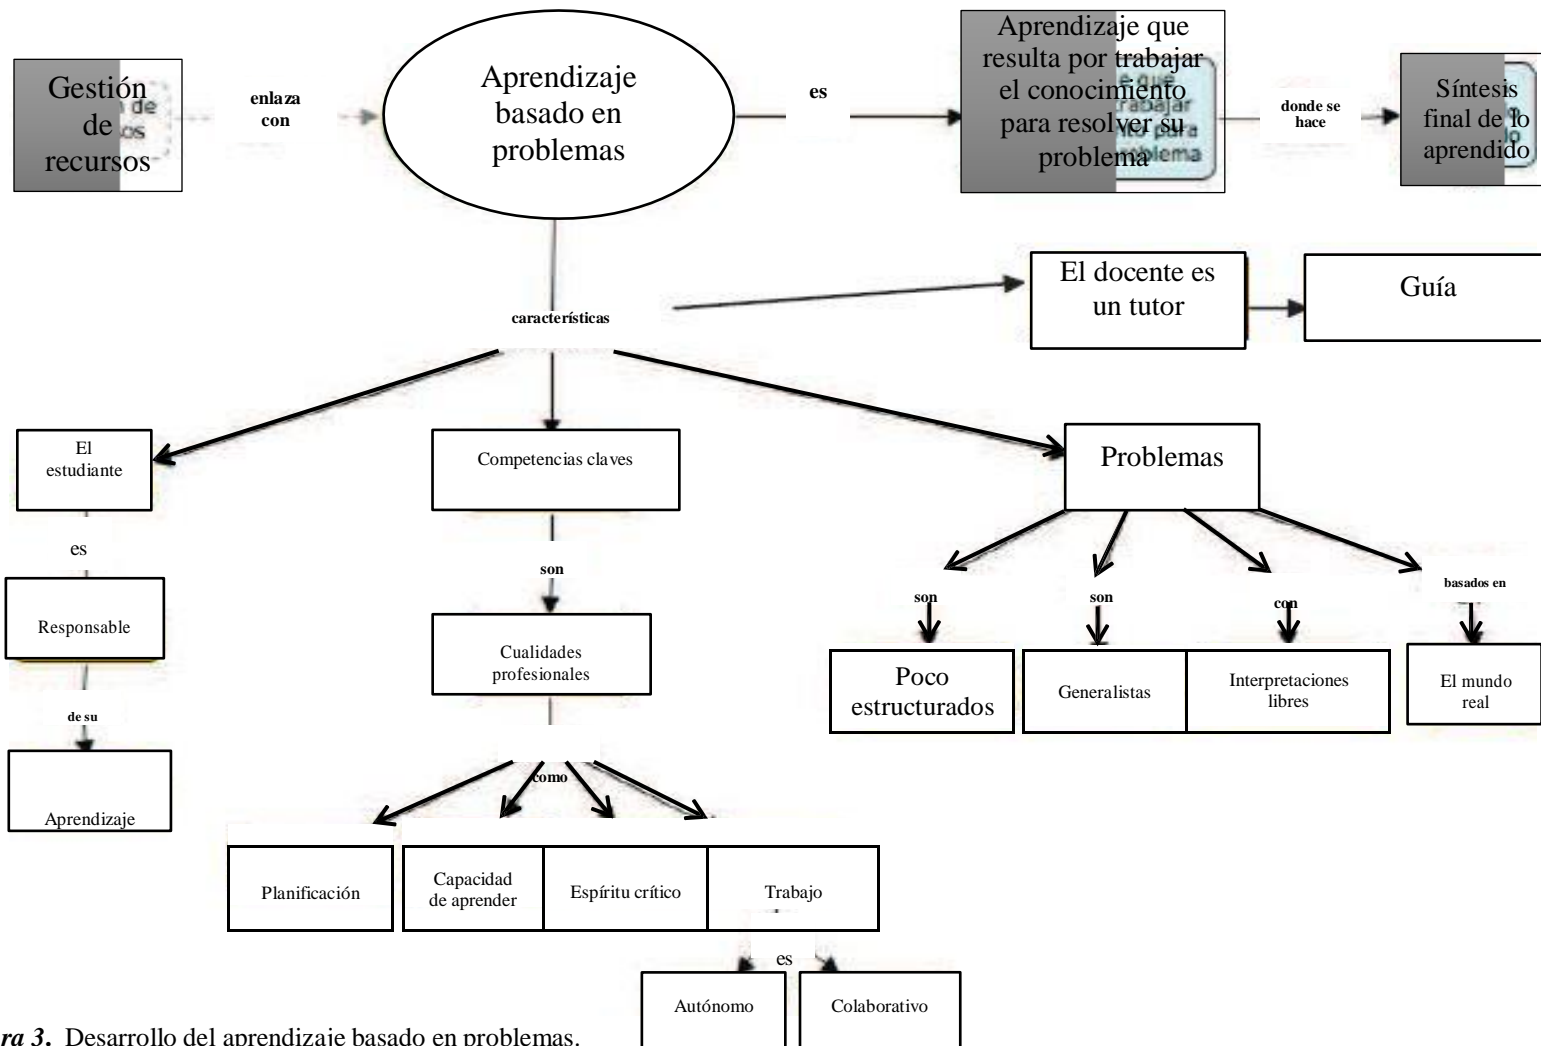 Gestión
de
recursos
enlaza
con
Aprendizaje
basado en
problemas
es
Aprendizaje que
resulta por trabajar
el conocimiento
para resolver su
problema
donde se
hace
Síntesis
final de lo
aprendido
características
El docente es
un tutor
Guía
El
estudiante
es
Responsable
de su
Aprendizaje
Competencias claves
son
Cualidades
profesionales
como
Planificación
Capacidad
de aprender
Espíritu crítico
Trabajo
es
Autónomo
Colaborativo
Problemas
son
Poco
estructurados
son
Generalistas
con
Interpretaciones
libres
basados en
El mundo
real
ra 3. Desarrollo del aprendizaje basado en problemas.